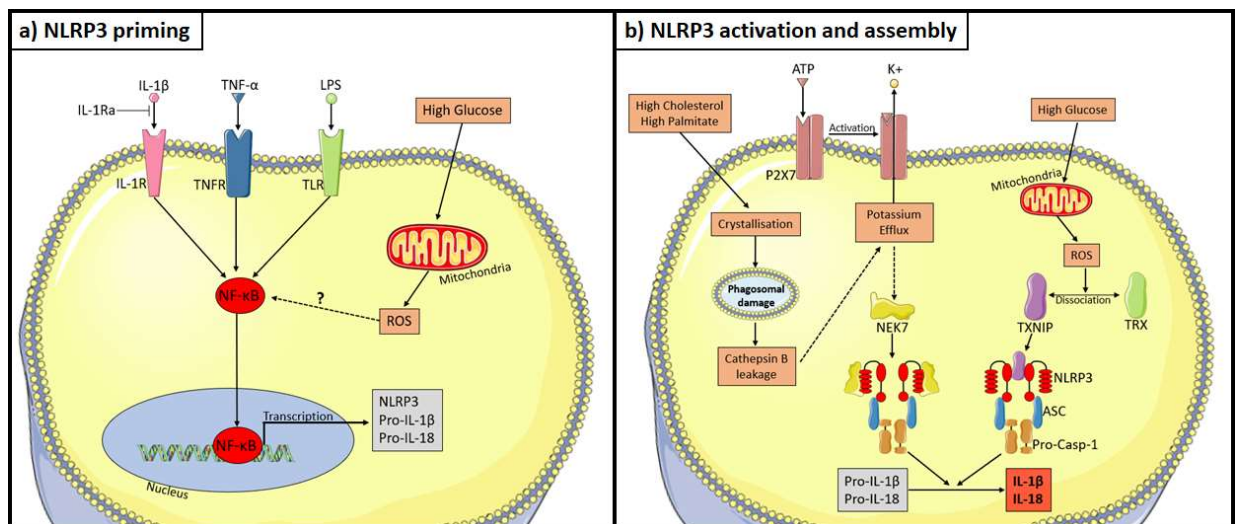 a) NLRP3 priming
IL-1β
TNF-α
LPS
IL-1Ra
High Glucose
IL-1R
TNFR
TLR
Mitochondria
NF-κB
?
ROS
Transcription
NLRP3
Pro-IL-1β
Pro-IL-18
NF-κB
Nucleus
b) NLRP3 activation and assembly
ATP
K+
High Cholesterol
High Palmitate
Activation
High Glucose
P2X7
Mitochondria
Crystallisation
Potassium
Efflux
ROS
Phagosomal
damage
Dissociation
NEK7
TXNIP
TRX
Cathepsin B
leakage
NLRP3
ASC
Pro-Casp-1
Pro-IL-1β
Pro-IL-18
IL-1β
IL-18